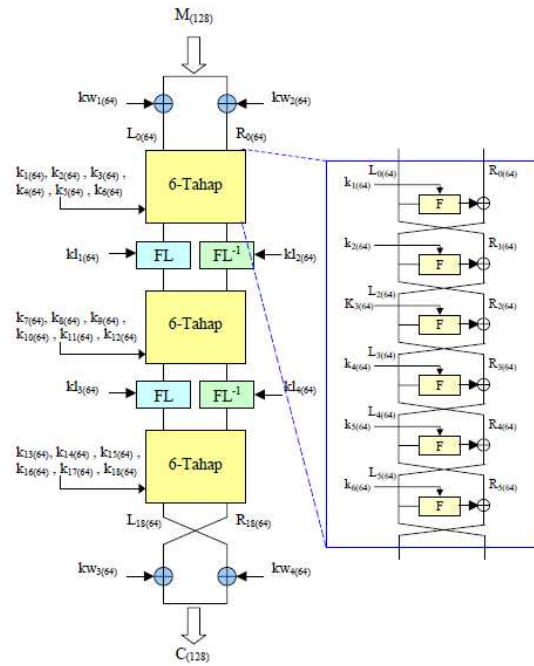 M(128)
kw1(64)
kw2(64)
L0(64)
R0(64)
k1(64), k2(64) , k3(64) ,
k4(64) , k5(64) , k6(64)
6-Tahap
kl1(64)
FL
FL-1
kl2(64)
k7(64), k8(64) , k9(64) ,
k10(64) , k11(64) , k12(64)
6-Tahap
kl3(64)
FL
FL-1
kl4(64)
k13(64), k14(64) , k15(64) ,
k16(64) , k17(64) , k18(64)
6-Tahap
L18(64)
R18(64)
kw3(64)
kw4(64)
C(128)
L0(64)
R0(64)
k1(64)
F
k2(64)
F
R1(64)
L2(64)
K3(64)
F
R2(64)
L3(64)
k4(64)
F
R3(64)
L4(64)
k5(64)
F
R4(64)
L5(64)
k6(64)
F
R5(64)